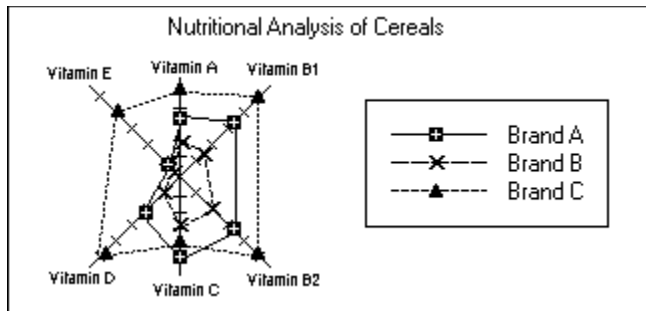 Nutritional Analysis of Cereals
Vitamin E
Vitamin A
Vitamin B1
Brand A
Brand B
Brand C
Vitamin D
Vitamin C
Vitamin B2